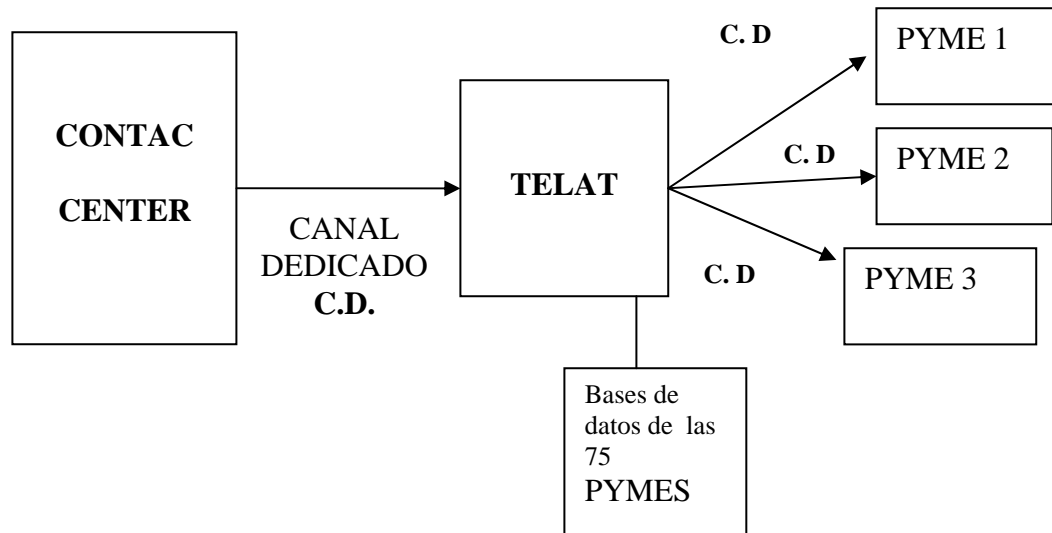 CONTAC
CENTER
CANAL
DEDICADO
C.D.
TELAT
Bases de
datos de las
75
PYMES
C. D
PYME 1
C. D
PYME 2
C. D
PYME 3